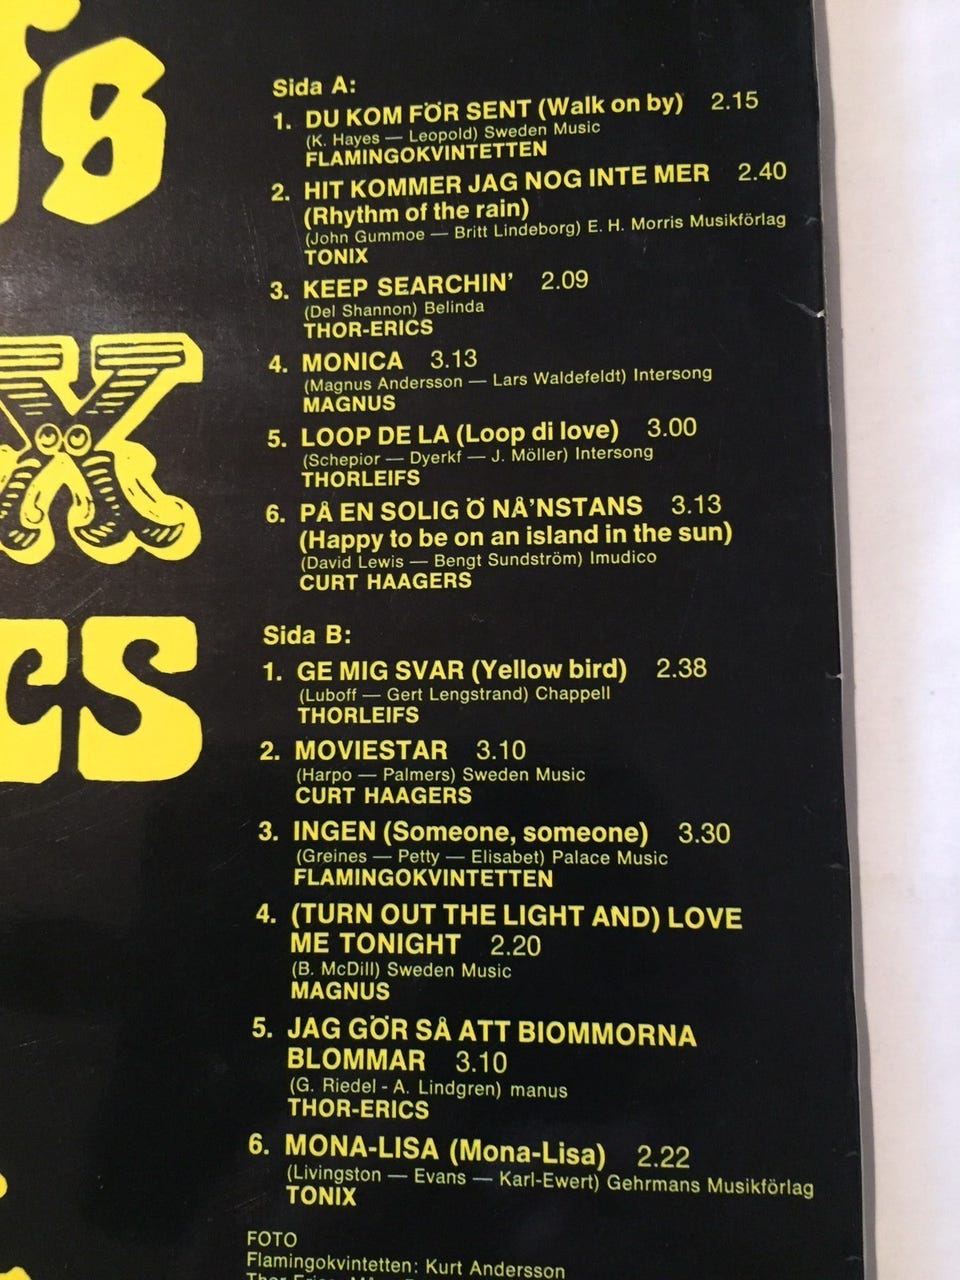 Sida A:
1. DU KOM FÖR SENT (Walk on by) 2.15
(K. Hayes — Leopold) Sweden Music
FLAMINGOKVINTETTEN
2. HIT KOMMER JAG NOG INTE MER 2.40
(Rhythm of the rain)
(John Gummoe — Britt Lindeborg) E. H. Morris Musikförlag
TONIX
3. KEEP SEARCHIN' 2.09
(Del Shannon) Belinda
THOR-ERICS
4. MONICA 3.13
(Magnus Andersson — Lars Waldefeldt) Intersong
MAGNUS
5. LOOP DE LA (Loop di love) 3.00
(Schepior — Dyerkf — J. Möller) Intersong
THORLEIFS
6. PÅ EN SOLIG Ö NÅ'NSTANS 3.13
(Happy to be on an island in the sun)
(David Lewis — Bengt Sundström) Imudico
CURT HAAGERS
Sida B:
1. GE MIG SVAR (Yellow bird) 2.38
(Luboff — Gert Lengstrand) Chappell
THORLEIFS
2. MOVIESTAR 3.10
(Harpo — Palmers) Sweden Music
CURT HAAGERS
3. INGEN (Someone, someone) 3.30
(Greines — Petty — Elisabet) Palace Music
FLAMINGOKVINTETTEN
4. (TURN OUT THE LIGHT AND) LOVE
ME TONIGHT 2.20
(B. McDill) Sweden Music
MAGNUS
5. JAG GÖR SÅ ATT BIOMMORNA
BLOMMAR 3.10
(G. Riedel - A. Lindgren) manus
THOR-ERICS
6. MONA-LISA (Mona-Lisa) 2.22
(Livingston — Evans — Karl-Ewert) Gehrmans Musikförlag
TONIX
FOTO
Flamingokvintetten: Kurt Andersson